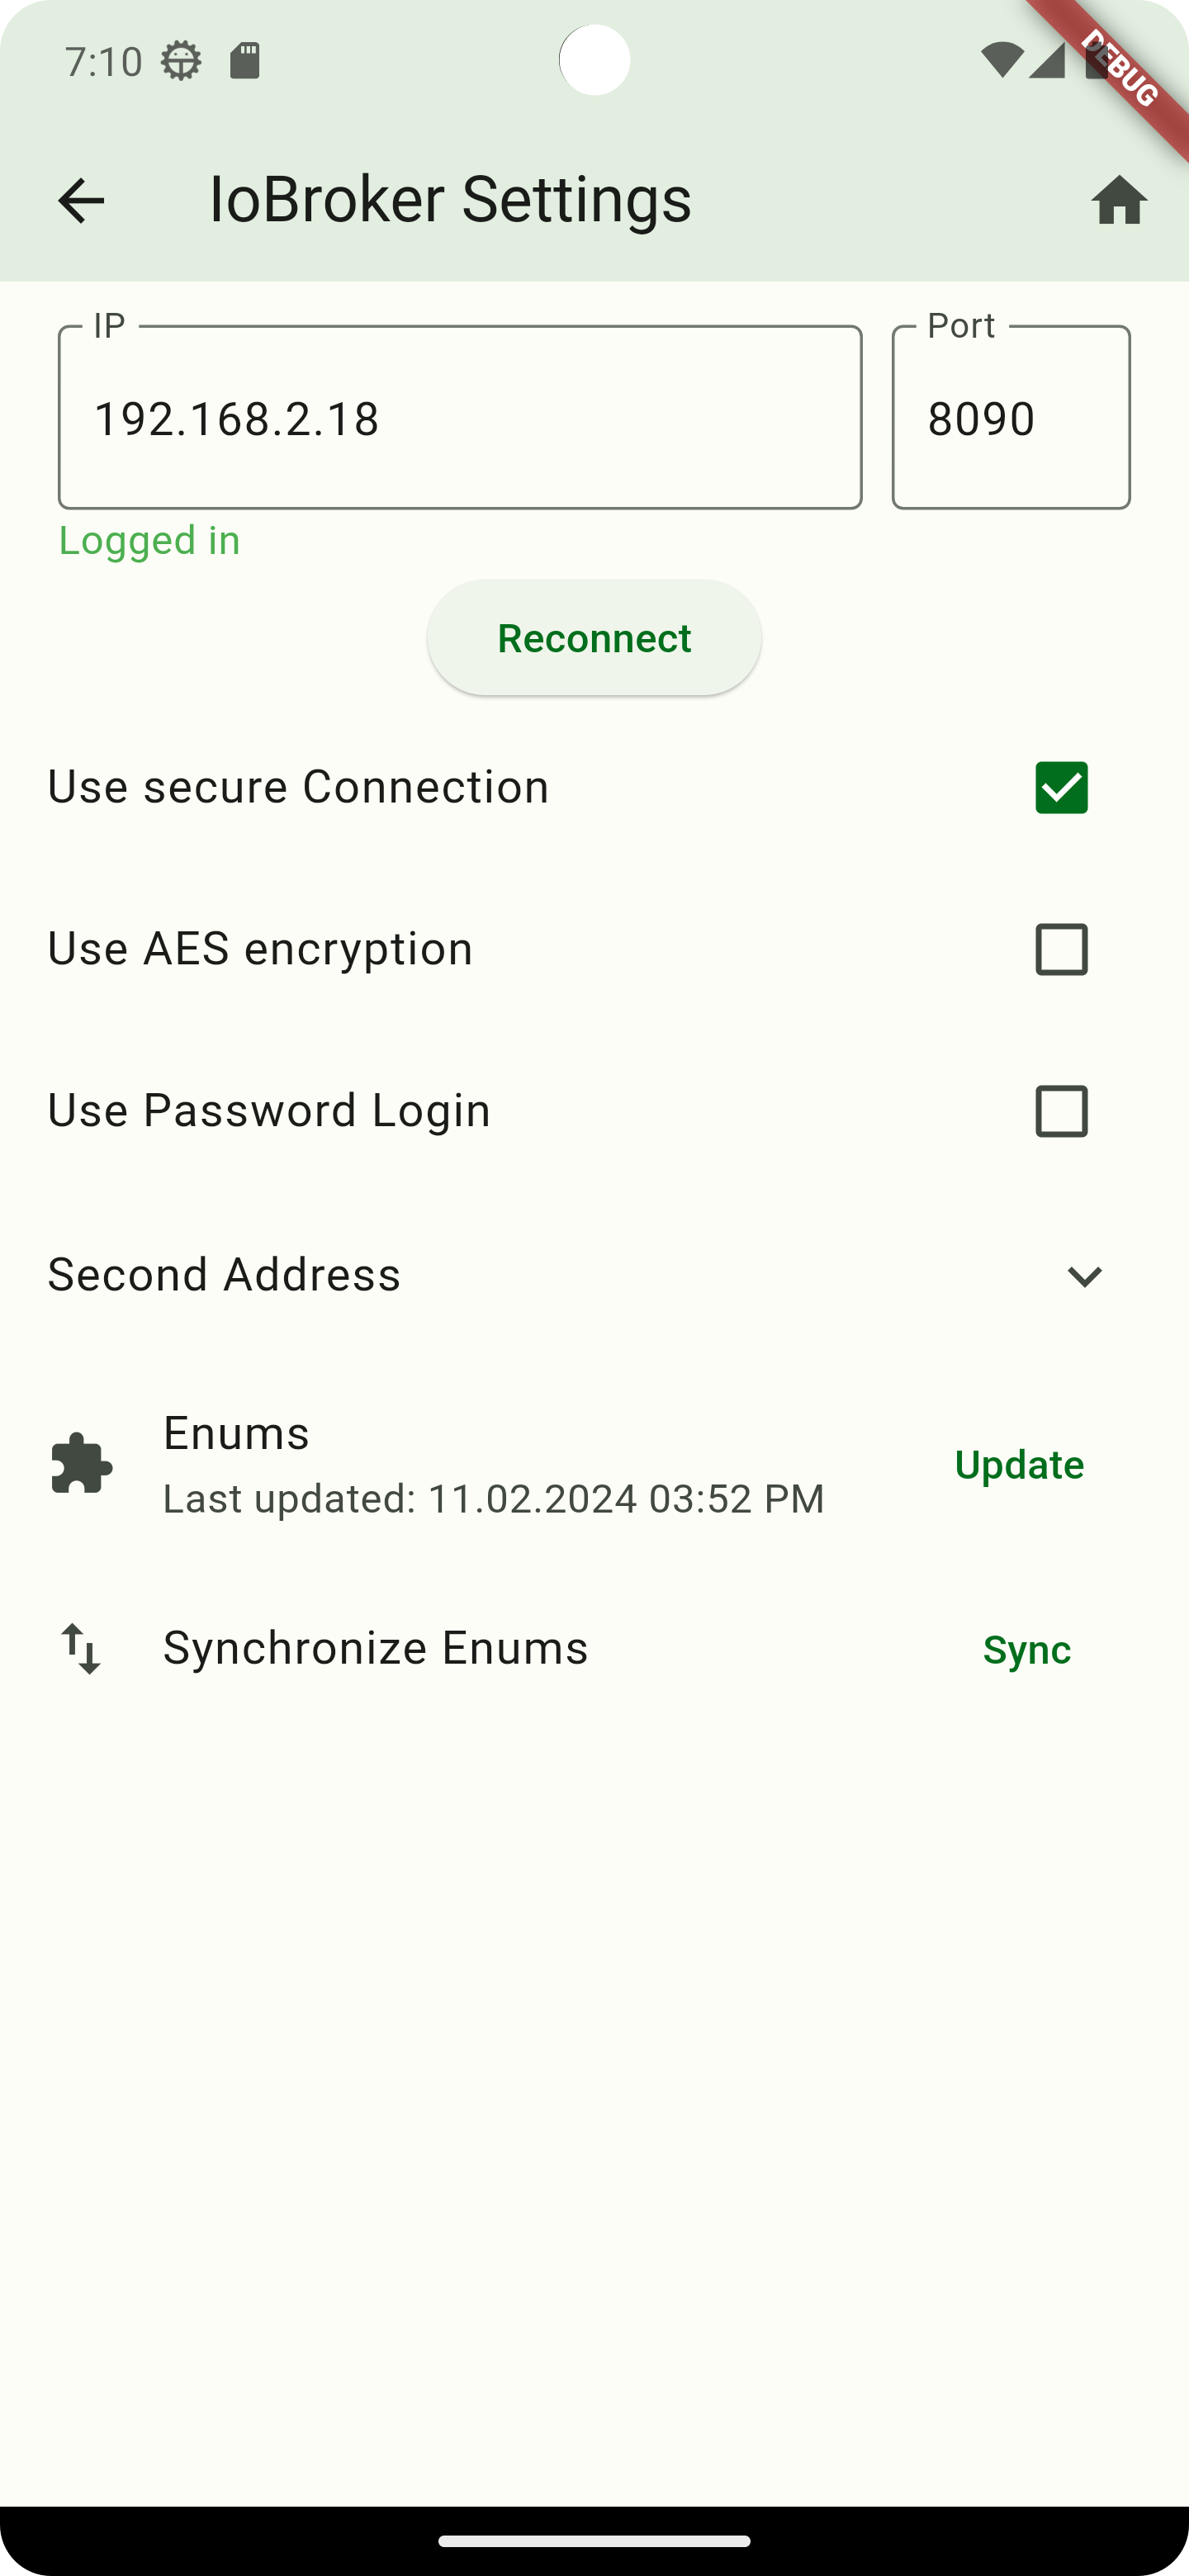 7:10
DEBUG
IoBroker Settings
IP
Port
192.168.2.18
8090
Logged in
Reconnect
Use secure Connection
Use AES encryption
Use Password Login
Second Address
Enums
Last updated: 11.02.2024 03:52 PM
Update
Synchronize Enums
Sync